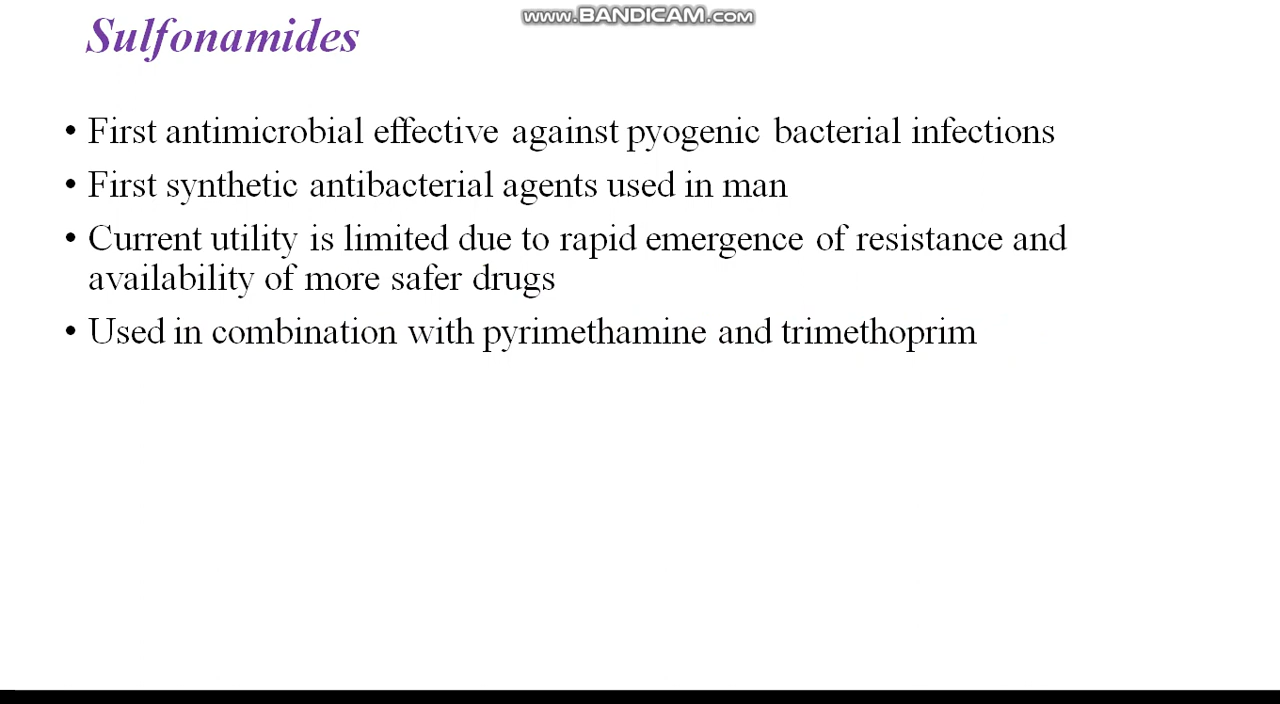 www.BANDICAM.com
Sulfonamides
• First antimicrobial effective against pyogenic bacterial infections
• First synthetic antibacterial agents used in man
• Current utility is limited due to rapid emergence of resistance and
availability of more safer drugs
• Used in combination with pyrimethamine and trimethoprim